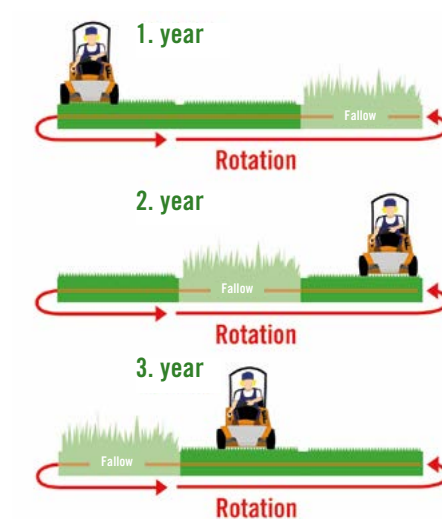 1. year
Fallow
Rotation
2. year
Fallow
Rotation
3. year
Fallow
Rotation